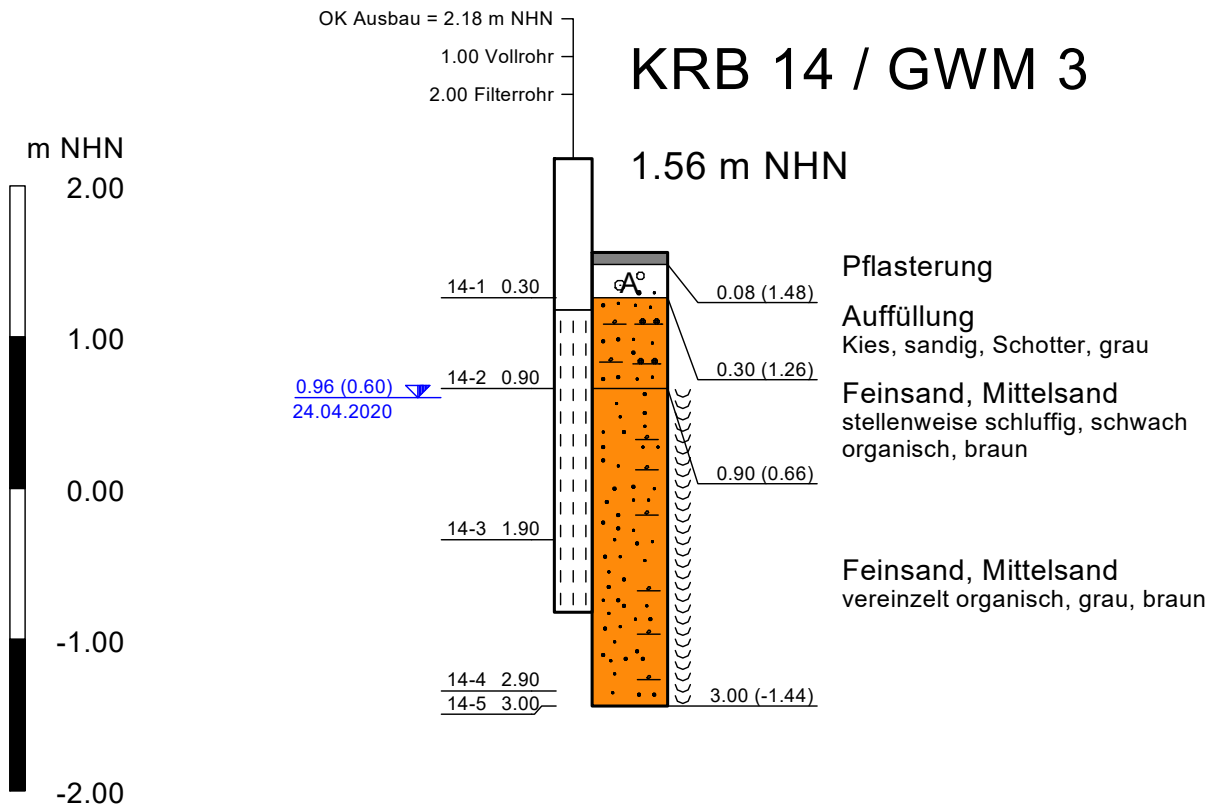 OK Ausbau = 2.18 m NHN
1.00 Vollrohr
2.00 Filterrohr
KRB 14 / GWM 3
1.56 m NHN
m NHN
2.00
1.00
0.00
-1.00
-2.00
14-1 0.30
14-2 0.90
0.96 (0.60)
24.04.2020
14-3 1.90
14-4 2.90
14-5 3.00
A
0.08 (1.48)
0.30 (1.26)
0.90 (0.66)
3.00 (-1.44)
Pflasterung
Auffüllung
Kies, sandig, Schotter, grau
Feinsand, Mittelsand
stellenweise schluffig, schwach
organisch, braun
Feinsand, Mittelsand
vereinzelt organisch, grau, braun